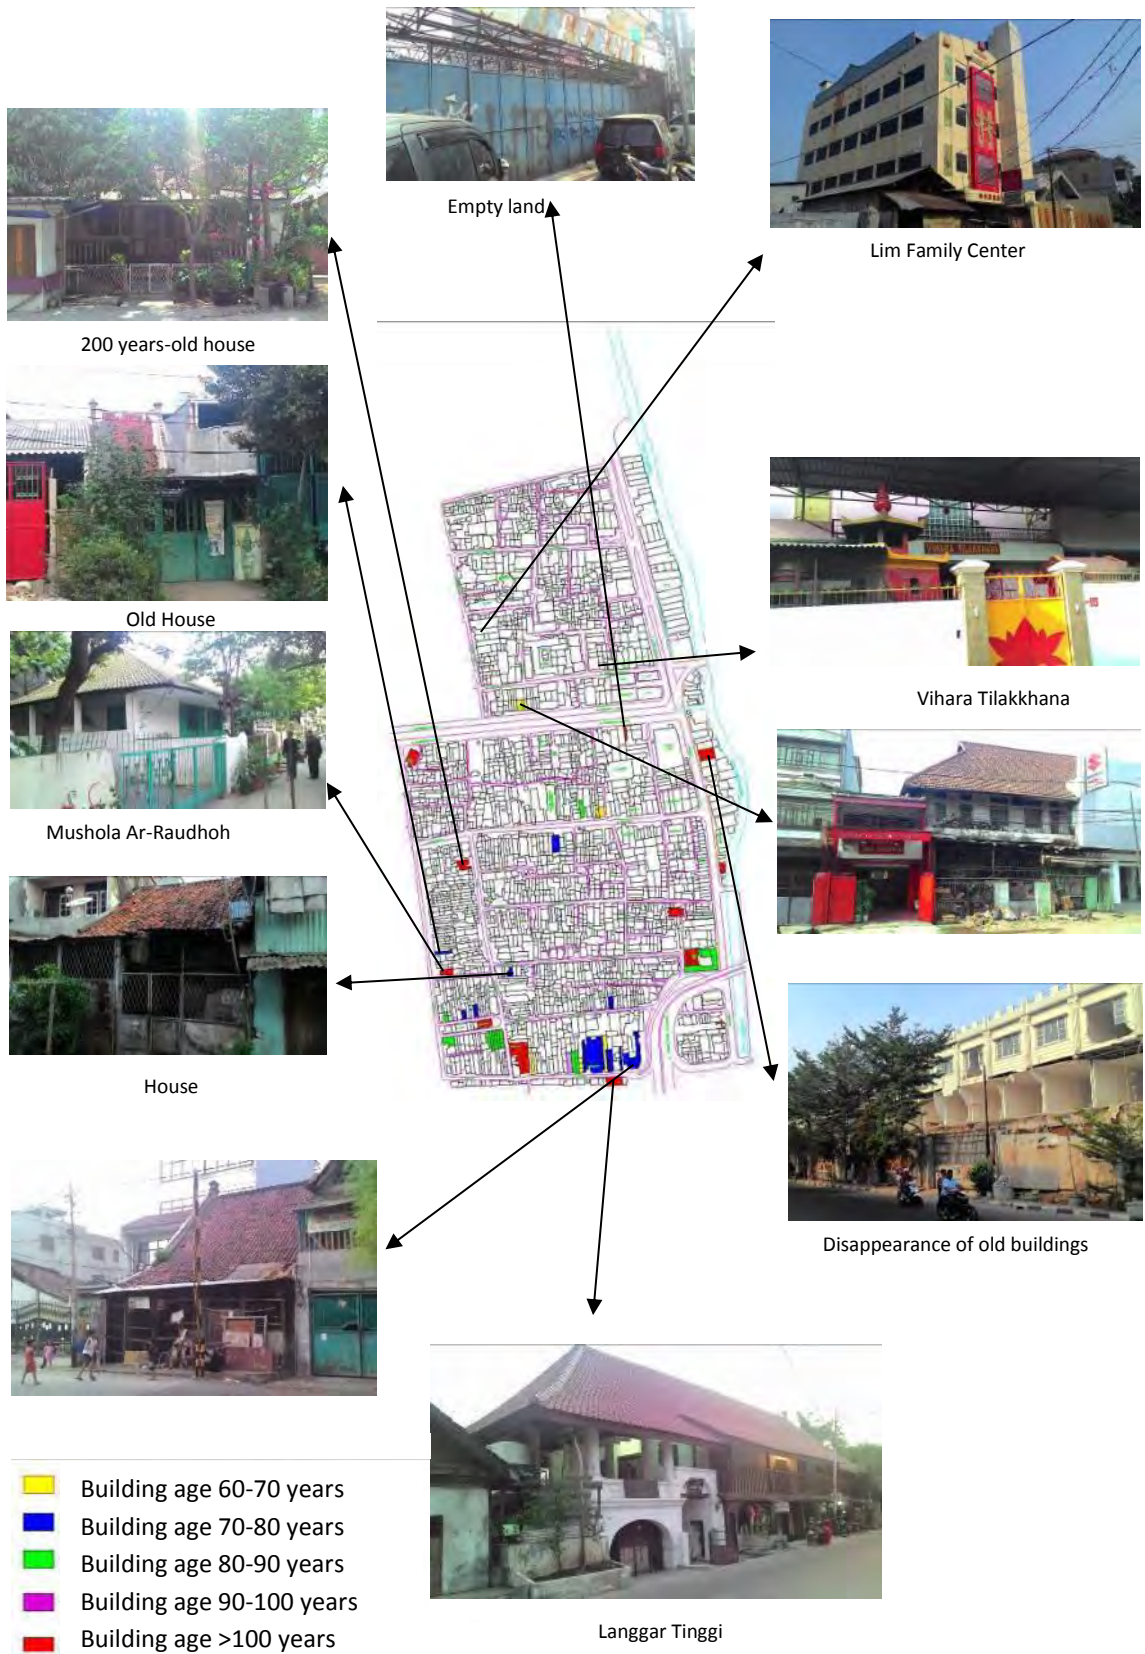 Empty land
Lim Family Center
200 years-old house
Old House
VIHARA TILAKKHANA
Vihara Tilakkhana
Mushola Ar-Raudhoh
House
Disappearance of old buildings
Langgar Tinggi
Building age 60-70 years
Building age 70-80 years
Building age 80-90 years
Building age 90-100 years
Building age >100 years